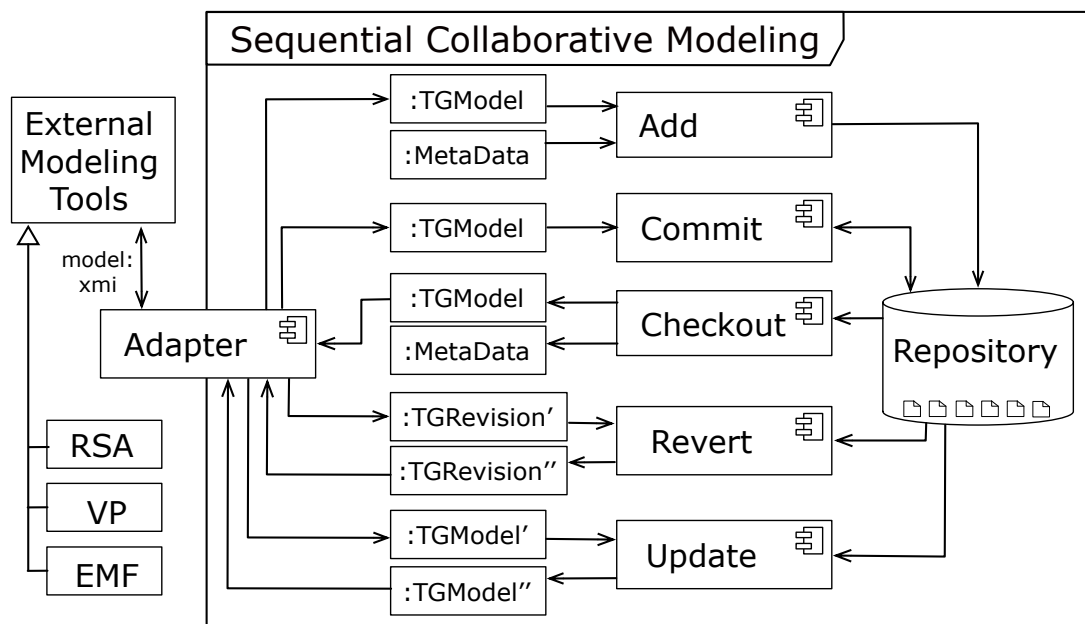 Sequential Collaborative Modeling
External
Modeling
Tools
model:
xmi
Adapter
RSA
VP
EMF
:TGModel
:MetaData
Add
:TGModel
Commit
:TGModel
:MetaData
Checkout
Repository
:TGRevision’
:TGRevision’’
Revert
:TGModel’
:TGModel’’
Update